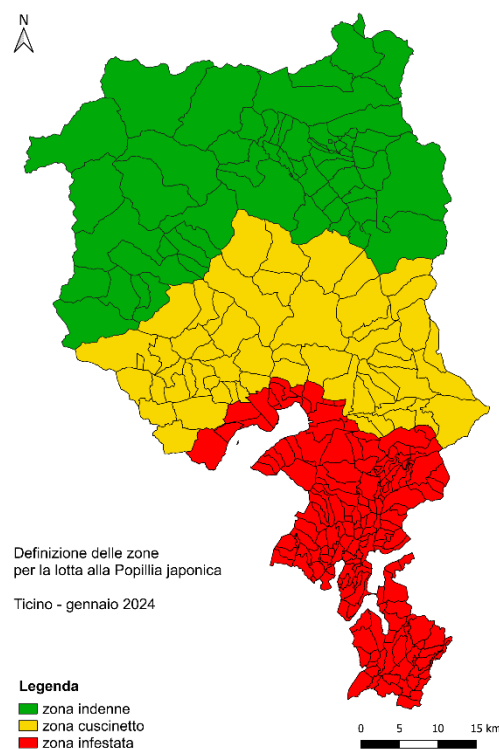 N
Definizione delle zone
per la lotta alla Popillia japonica
Ticino - gennaio 2024
Legenda
zona indenne
zona cuscinetto
zona infestata
0 5 10 15 km